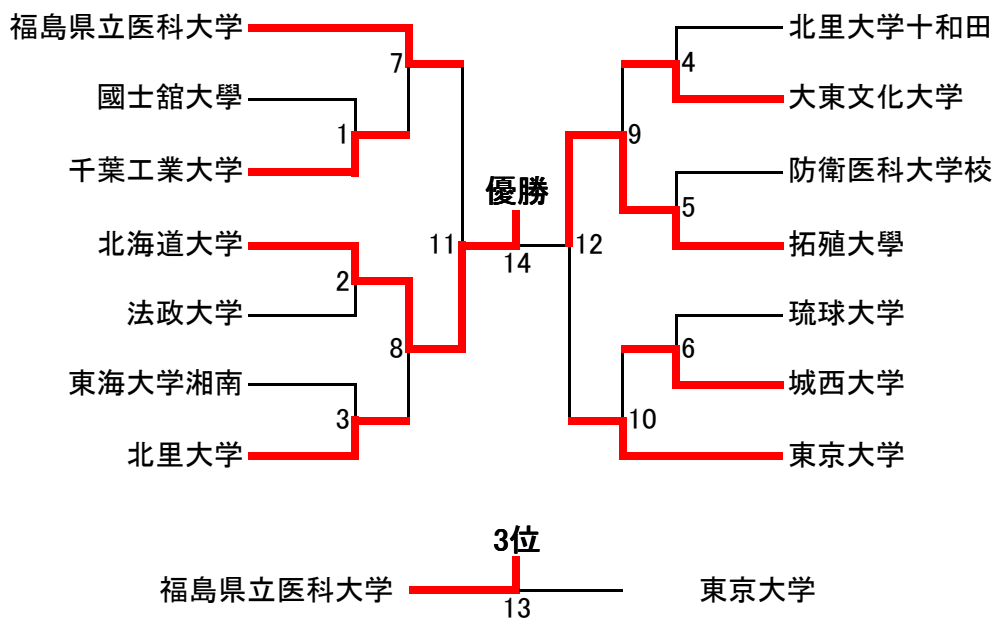 福島県立医科大学
7
國士舘大學
1
千葉工業大学
北海道大学
2
法政大学
8
東海大学湘南
3
北里大学
11
優勝
14
12
北里大学十和田
4
大東文化大学
9
防衛医科大学校
5
拓殖大學
琉球大学
6
城西大学
10
東京大学
3位
福島県立医科大学
13
東京大学